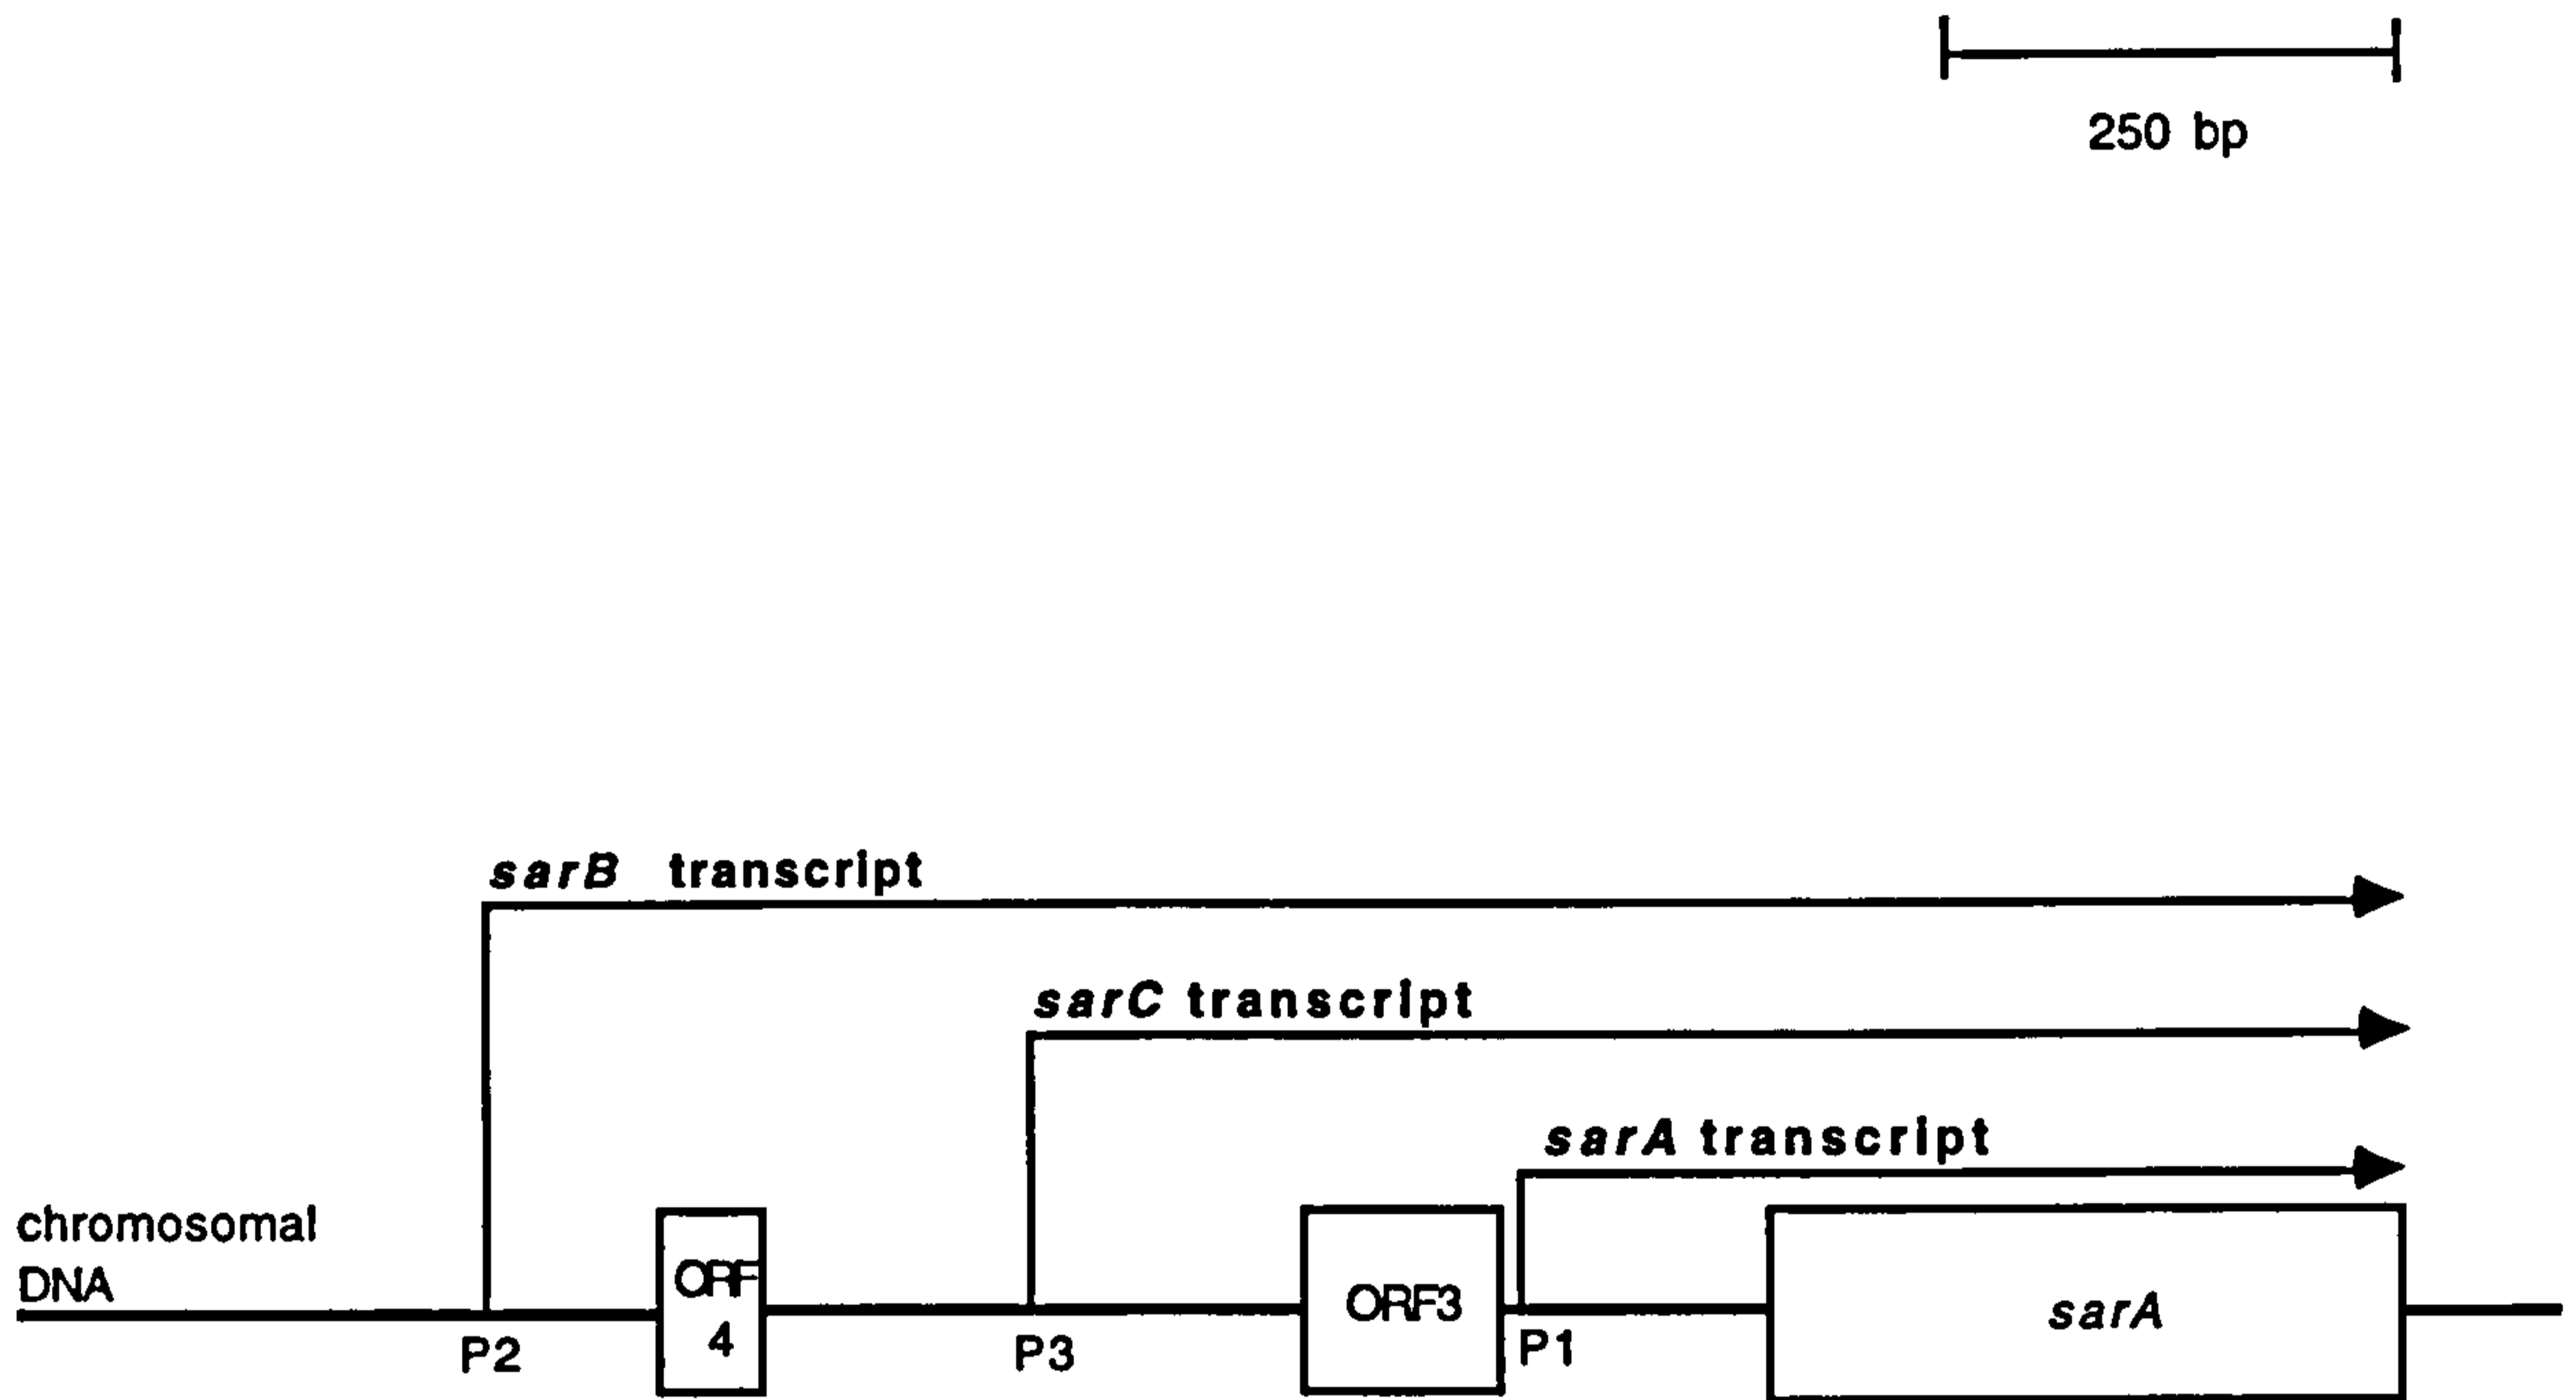 250 bp
sarB transcript
sarC transcript
sarA transcript
chromosomal
DNA
ORF
4
ORF3
sarA
P2
P3
P1